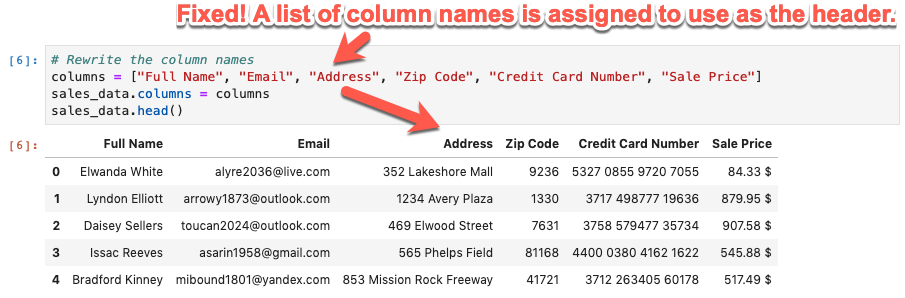 Fixed! A list of column names is assigned to use as the header.
[6]: # Rewrite the column names
columns = ["Full Name", "Email", "Address", "Zip Code", "Credit Card Number", "Sale Price"]
sales_data.columns = columns
sales_data.head()
[6]: Full Name Email Address Zip Code Credit Card Number Sale Price
0 Elwanda White alyre2036@live.com 352 Lakeshore Mall 9236 5327 0855 9720 7055 84.33 $
1 Lyndon Elliott arrowy1873@outlook.com 1234 Avery Plaza 1330 3717 498777 19636 879.95 $
2 Daisey Sellers toucan2024@outlook.com 469 Elwood Street 7631 3758 579477 35734 907.58 $
3 Issac Reeves asarin1958@gmail.com 565 Phelps Field 81168 4400 0380 4162 1622 545.88 $
4 Bradford Kinney mibound1801@yandex.com 853 Mission Rock Freeway 41721 3712 263405 60178 517.49 $